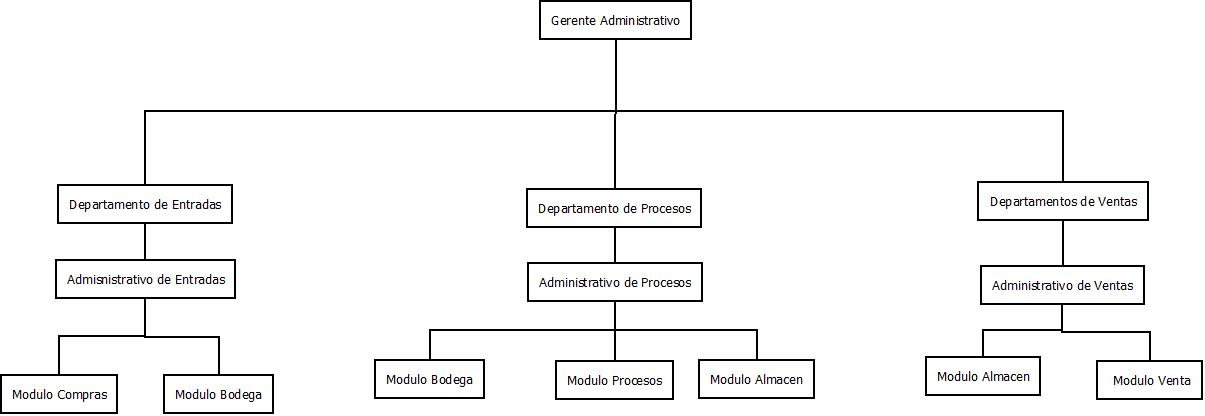 Gerente Administrativo
Departamento de Entradas
Departamento de Procesos
Departamentos de Ventas
Admisnistrativo de Entradas
Administrativo de Procesos
Administrativo de Ventas
Modulo Compras
Modulo Bodega
Modulo Bodega
Modulo Procesos
Modulo Almacen
Modulo Almacen
Modulo Venta